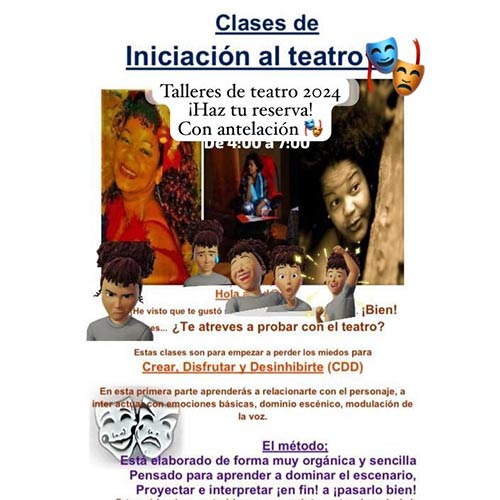 Clases de
Iniciación al teatro
Talleres de teatro 2024
¡Haz tu reserva!
Con antelación
De 4:00 a 7:00
Hola
¡He visto que te gustó ¡Bien!
¿Te atreves a probar con el teatro?
Estas clases son para empezar a perder los miedos para
Crear, Disfrutar y Desinhibirte (CDD)
En esta primera parte aprenderás a relacionarte con el personaje, a
inter actuar con emociones básicas, dominio escénico, modulación de
la voz.
El método:
Está elaborado de forma muy orgánica y sencilla
Pensado para aprender a dominar el escenario,
Proyectar e interpretar ¡en fin! a ¡pasarlo bien!